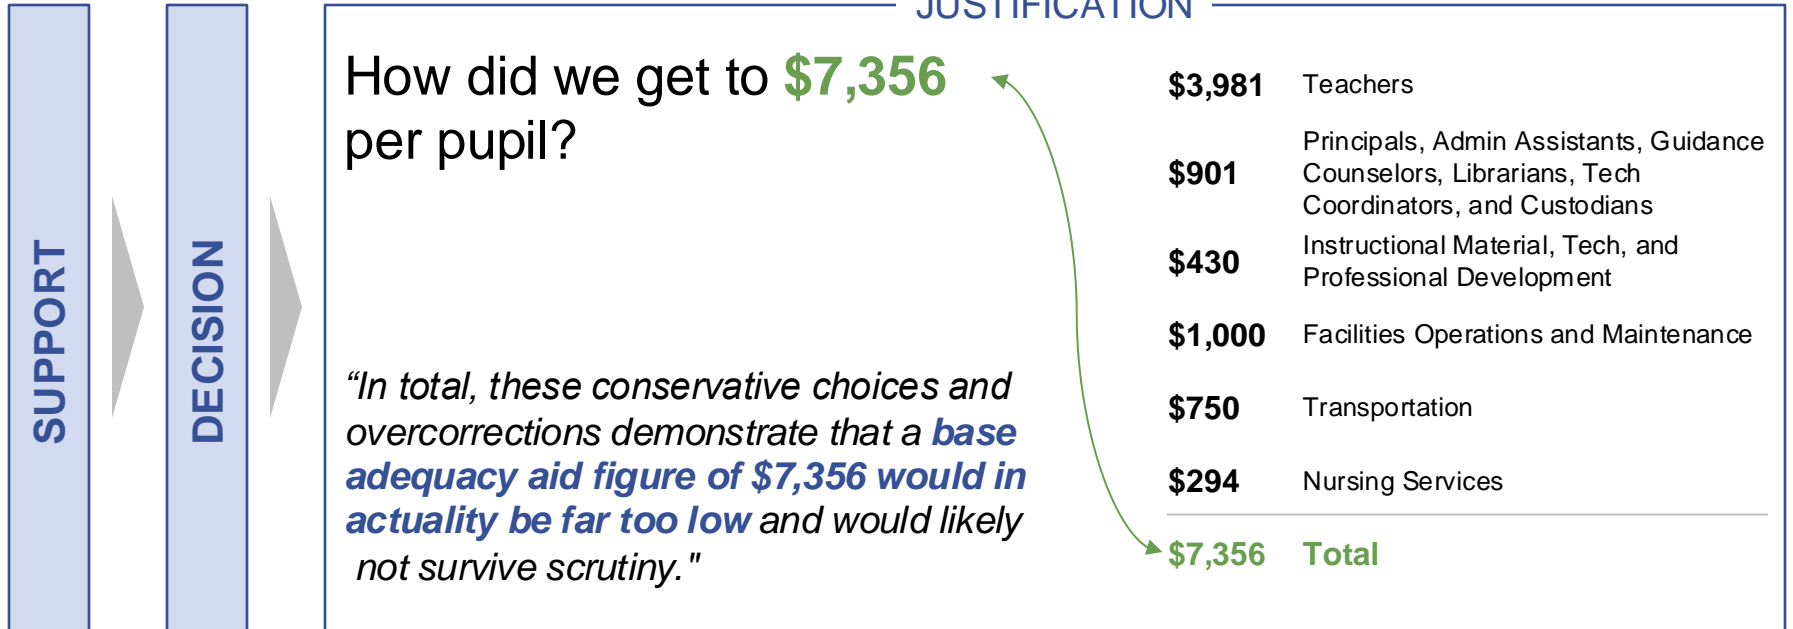 JUSTIFICATION
SUPPORT
DECISION
How did we get to $7,356
per pupil?
“In total, these conservative choices and
overcorrections demonstrate that a base
adequacy aid figure of $7,356 would in
actuality be far too low and would likely
not survive scrutiny."
$3,981 Teachers
$901 Principals, Admin Assistants, Guidance
Counselors, Librarians, Tech
Coordinators, and Custodians
$430 Instructional Material, Tech, and
Professional Development
$1,000 Facilities Operations and Maintenance
$750 Transportation
$294 Nursing Services
$7,356 Total